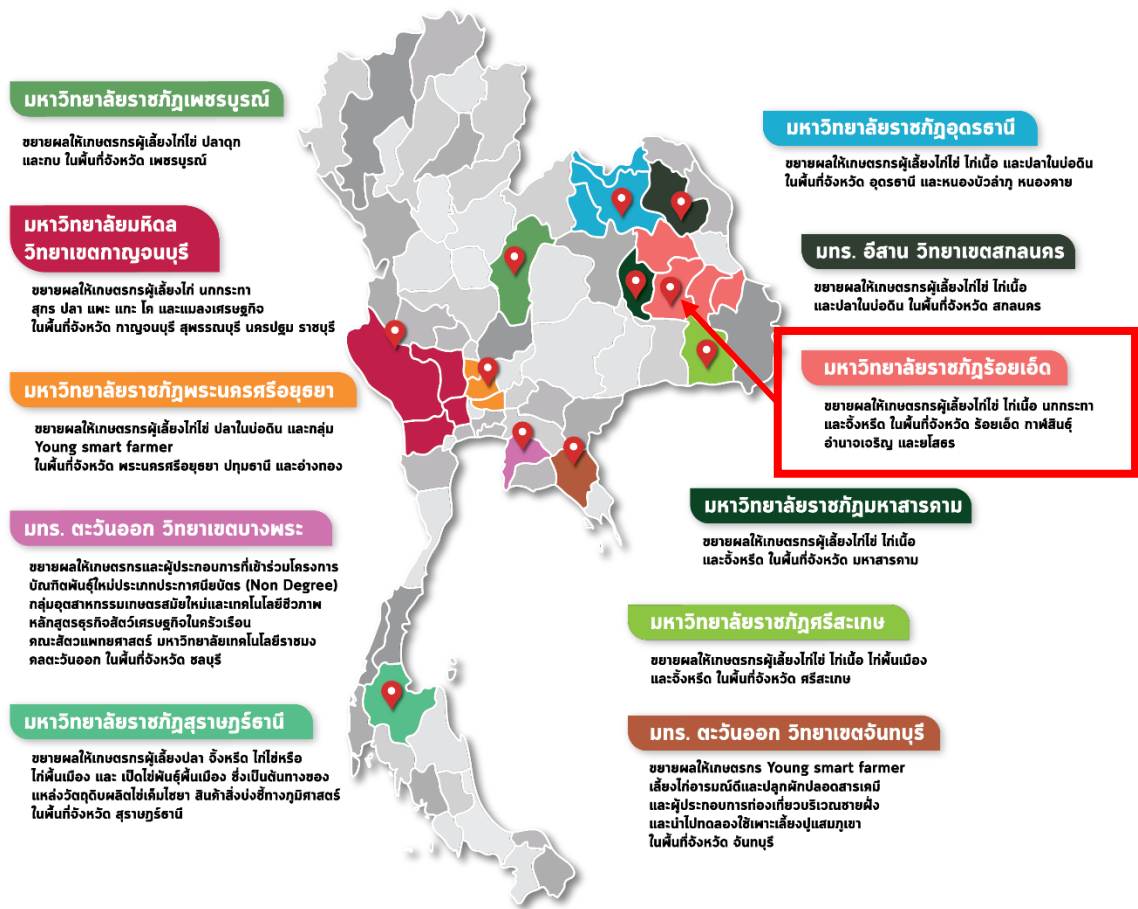 มหาวิทยาลัยราชภัฏเพชรบูรณ์
ขยายผลให้เกษตรกรผู้เลี้ยงไก่ไข่ ปลาดุก
และกบ ในพื้นที่จังหวัด เพชรบูรณ์
มหาวิทยาลัยมหิดล
วิทยาเขตกาญจนบุรี
ขยายผลให้เกษตรกรผู้เลี้ยงไก่ นกกระทา
สุกร ปลา แพะ แกะ โค และแมลงเศรษฐกิจ
ในพื้นที่จังหวัด กาญจนบุรี สุพรรณบุรี นครปฐม ราชบุรี
มหาวิทยาลัยราชภัฏพระนครศรีอยุธยา
ขยายผลให้เกษตรกรผู้เลี้ยงไก่ไข่ ปลาในบ่อดิน และกลุ่ม
Young smart farmer
ในพื้นที่จังหวัด พระนครศรีอยุธยา ปทุมธานี และอ่างทอง
มทร. ตะวันออก วิทยาเขตบางพระ
ขยายผลให้เกษตรกรและผู้ประกอบการที่เข้าร่วมโครงการ
บัณฑิตพันธุ์ใหม่ประเภทประกาศนียบัตร (Non Degree)
กลุ่มอุตสาหกรรมเกษตรสมัยใหม่และเทคโนโลยีชีวภาพ
หลักสูตรธุรกิจสัตว์เศรษฐกิจในครัวเรือน
คณะสัตวแพทยศาสตร์ มหาวิทยาลัยเทคโนโลยีราชมง
คลตะวันออก ในพื้นที่จังหวัด ชลบุรี
มหาวิทยาลัยราชภัฏสุราษฎร์ธานี
ขยายผลให้เกษตรกรผู้เลี้ยงปลา จิ้งหรีด ไก่ไข่หรือ
ไก่พื้นเมือง และ เป็ดไข่พันธุ์พื้นเมือง ซึ่งเป็นต้นทางของ
แหล่งวัตถุดิบผลิตไข่เค็มไชยา สินค้าสิ่งบ่งชี้ทางภูมิศาสตร์
ในพื้นที่จังหวัด สุราษฎร์ธานี
มหาวิทยาลัยราชภัฏอุดรธานี
ขยายผลให้เกษตรกรผู้เลี้ยงไก่ไข่ ไก่เนื้อ และปลาในบ่อดิน
ในพื้นที่จังหวัด อุดรธานี และหนองบัวลำภู หนองคาย
มทร. อีสาน วิทยาเขตสกลนคร
ขยายผลให้เกษตรกรผู้เลี้ยงไก่ไข่ ไก่เนื้อ
และปลาในบ่อดิน ในพื้นที่จังหวัด สกลนคร
มหาวิทยาลัยราชภัฏร้อยเอ็ด
ขยายผลให้เกษตรกรผู้เลี้ยงไก่ไข่ ไก่เนื้อ นกกระทา
และจิ้งหรีด ในพื้นที่จังหวัด ร้อยเอ็ด กาฬสินธุ์
อำนาจเจริญ และยโสธร
มหาวิทยาลัยราชภัฏมหาสารคาม
ขยายผลให้เกษตรกรผู้เลี้ยงไก่ไข่ ไก่เนื้อ
และจิ้งหรีด ในพื้นที่จังหวัด มหาสารคาม
มหาวิทยาลัยราชภัฏศรีสะเกษ
ขยายผลให้เกษตรกรผู้เลี้ยงไก่ไข่ ไก่เนื้อ ไก่พื้นเมือง
และจิ้งหรีด ในพื้นที่จังหวัด ศรีสะเกษ
มทร. ตะวันออก วิทยาเขตจันทบุรี
ขยายผลให้เกษตรกร Young smart farmer
เลี้ยงไก่อารมณ์ดีและปลูกผักปลอดสารเคมี
และผู้ประกอบการท่องเที่ยวบริเวณชายฝั่ง
และนำไปทดลองใช้เพาะเลี้ยงปูแสมภูเขา
ในพื้นที่จังหวัด จันทบุรี